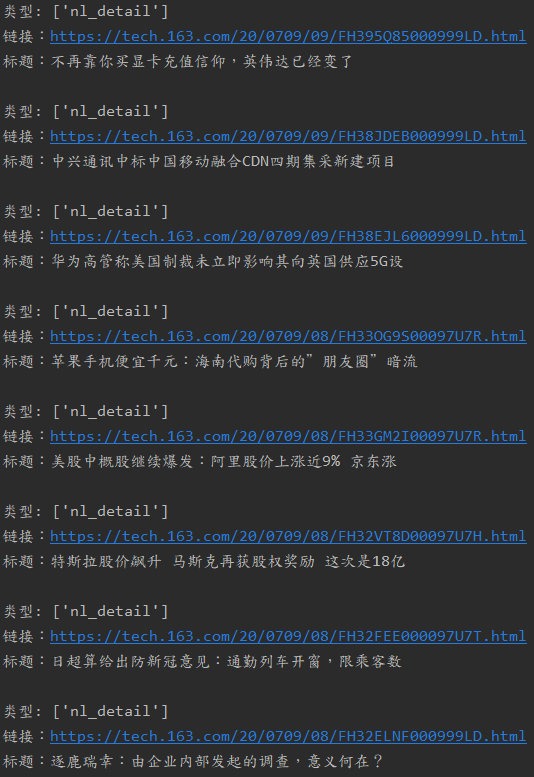 类型: ['nl_detail']
链接：https://tech.163.com/20/0709/09/FH395Q85000999LD.html
标题：不再靠你买显卡充值信仰，英伟达已经变了
类型: ['nl_detail']
链接：https://tech.163.com/20/0709/09/FH38JDEB000999LD.html
标题：中兴通讯中标中国移动融合CDN四期集采新建项目
类型: ['nl_detail']
链接：https://tech.163.com/20/0709/09/FH38EJL6000999LD.html
标题：华为高管称美国制裁未立即影响其向英国供应5G设
类型: ['nl_detail']
链接：https://tech.163.com/20/0709/08/FH33OG9S00097U7R.html
标题：苹果手机便宜千元：海南代购背后的”朋友圈”暗流
类型: ['nl_detail']
链接：https://tech.163.com/20/0709/08/FH33GM2I00097U7R.html
标题：美股中概股继续爆发：阿里股价上涨近9% 京东涨
类型: ['nl_detail']
链接：https://tech.163.com/20/0709/08/FH32VT8D00097U7H.html
标题：特斯拉股价飙升 马斯克再获股权奖励 这次是18亿
类型: ['nl_detail']
链接：https://tech.163.com/20/0709/08/FH32FEE000097U7T.html
标题：日超算给出防新冠意见：通勤列车开窗，限乘客数
类型: ['nl_detail']
链接：https://tech.163.com/20/0709/08/FH32ELNF000999LD.html
标题：逐鹿瑞幸：由企业内部发起的调查，意义何在？